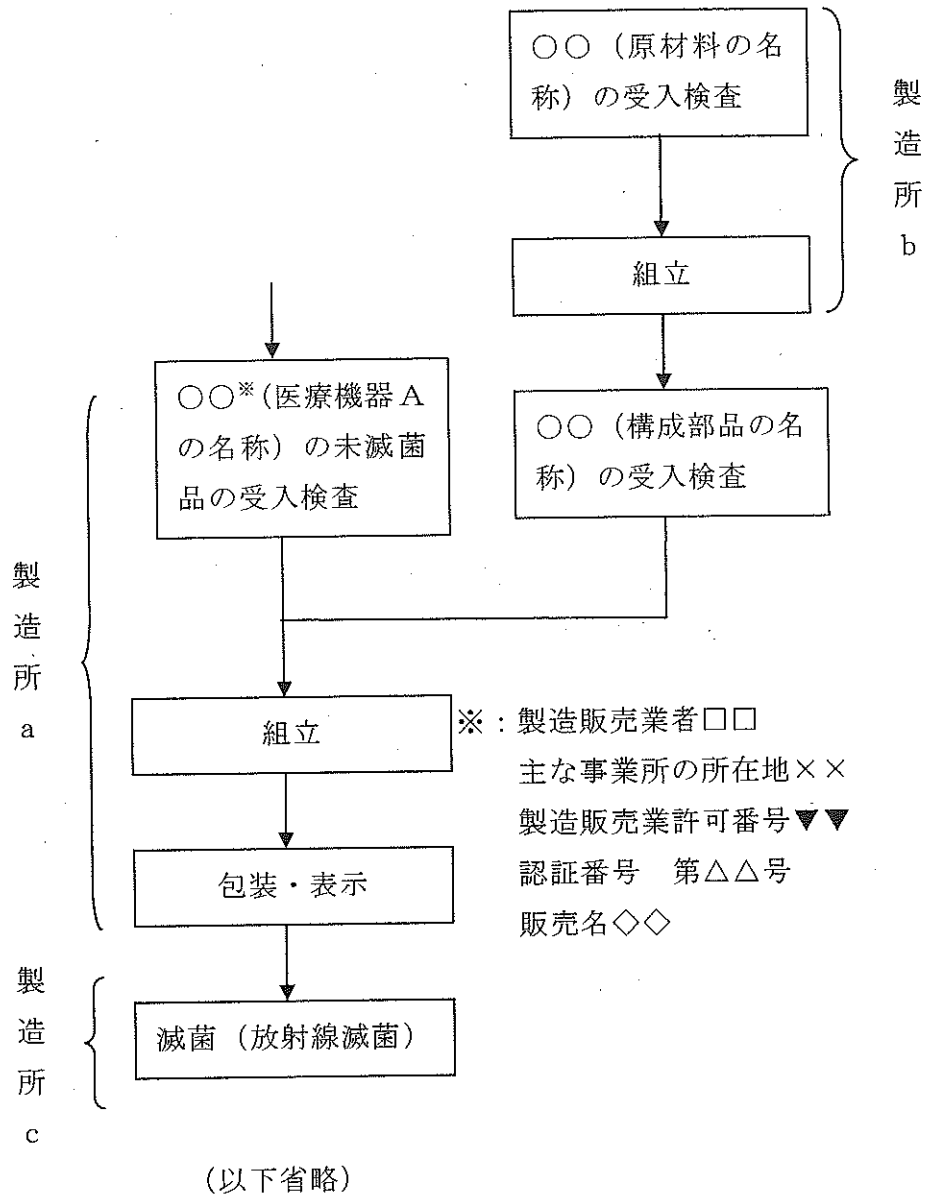 ○○（原材料の名
称）の受入検査
製造所b
組立
○○※(医療機器A
の名称）の未滅菌
品の受入検査
○○（構成部品の名
称）の受入検査
製造所a
組立
※：製造販売業者□□
主な事業所の所在地××
製造販売業許可番号▼▼
認証番号　第△△号
販売名◇◇
包装・表示
製造所c
滅菌（放射線滅菌）
(以下省略)